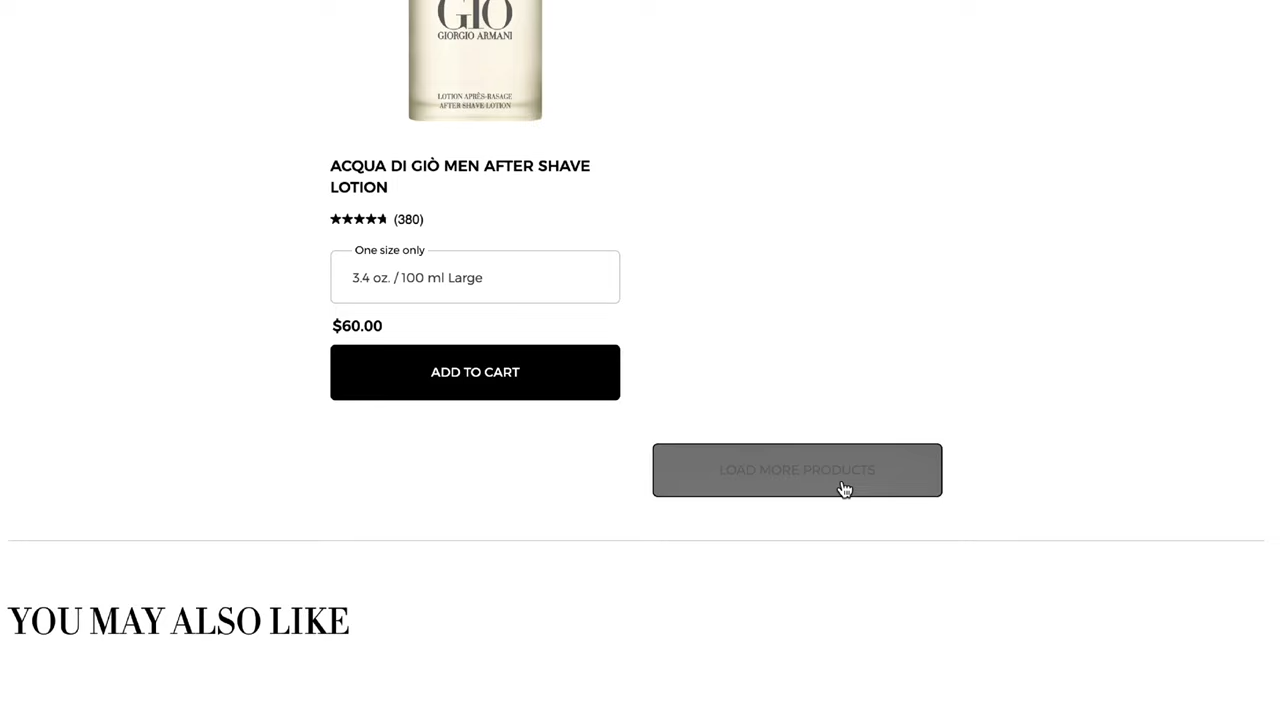 GIÒ
GIORGIO ARMANI
LOTION APRÈS-RASAGE
AFTER SHAVE LOTION
ACQUA DI GIÒ MEN AFTER SHAVE
LOTION
(380)
One size only
3.4 oz. / 100 ml Large
$60.00
ADD TO CART
LOAD MORE PRODUCTS
YOU MAY ALSO LIKE